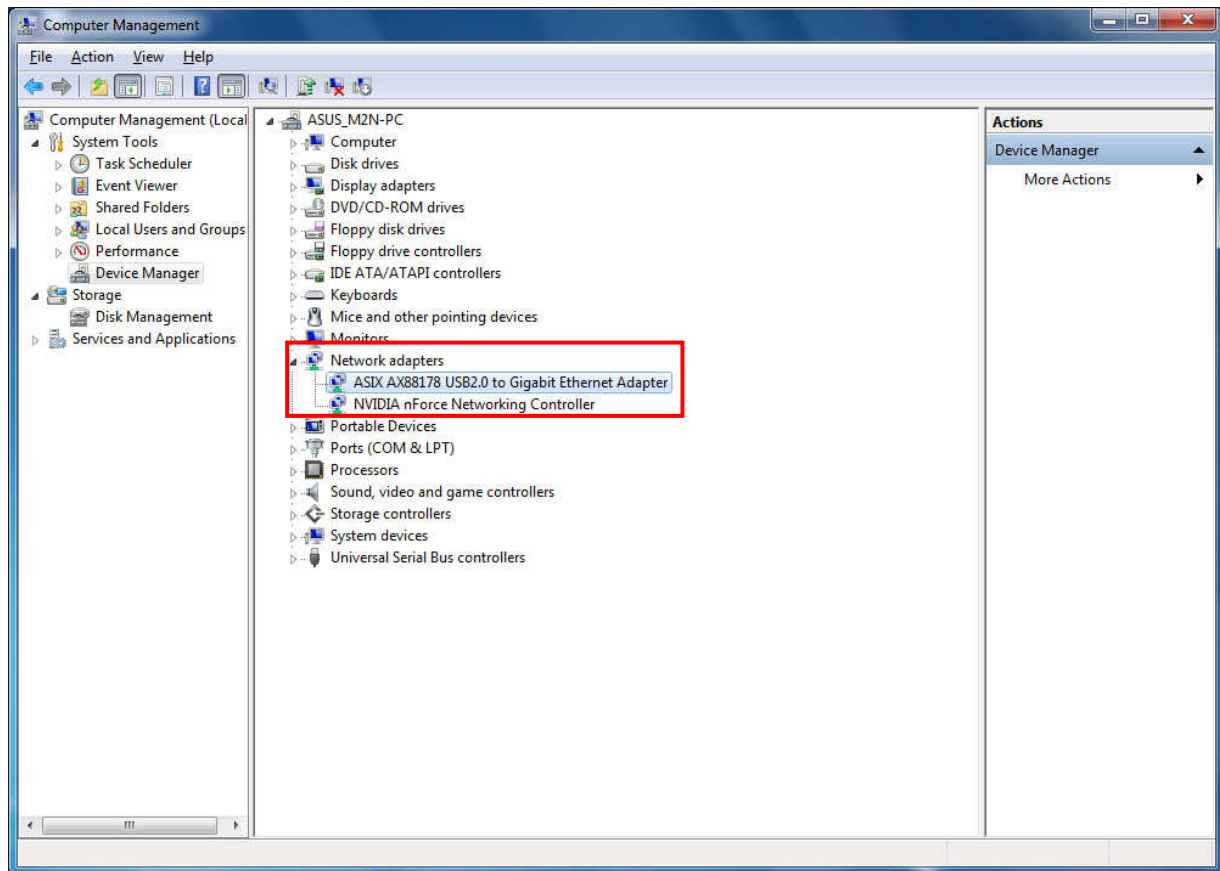 Computer Management
File Action View Help
Computer Management (Local
System Tools
Task Scheduler
Event Viewer
Shared Folders
Local Users and Groups
Performance
Device Manager
Storage
Disk Management
Services and Applications
ASUS_M2N-PC
Computer
Disk drives
Display adapters
DVD/CD-ROM drives
Floppy disk drives
Floppy drive controllers
IDE ATA/ATAPI controllers
Keyboards
Mice and other pointing devices
Monitors
Network adapters
ASIX AX88178 USB2.0 to Gigabit Ethernet Adapter
NVIDIA nForce Networking Controller
Portable Devices
Ports (COM & LPT)
Processors
Sound, video and game controllers
Storage controllers
System devices
Universal Serial Bus controllers
Actions
Device Manager
More Actions